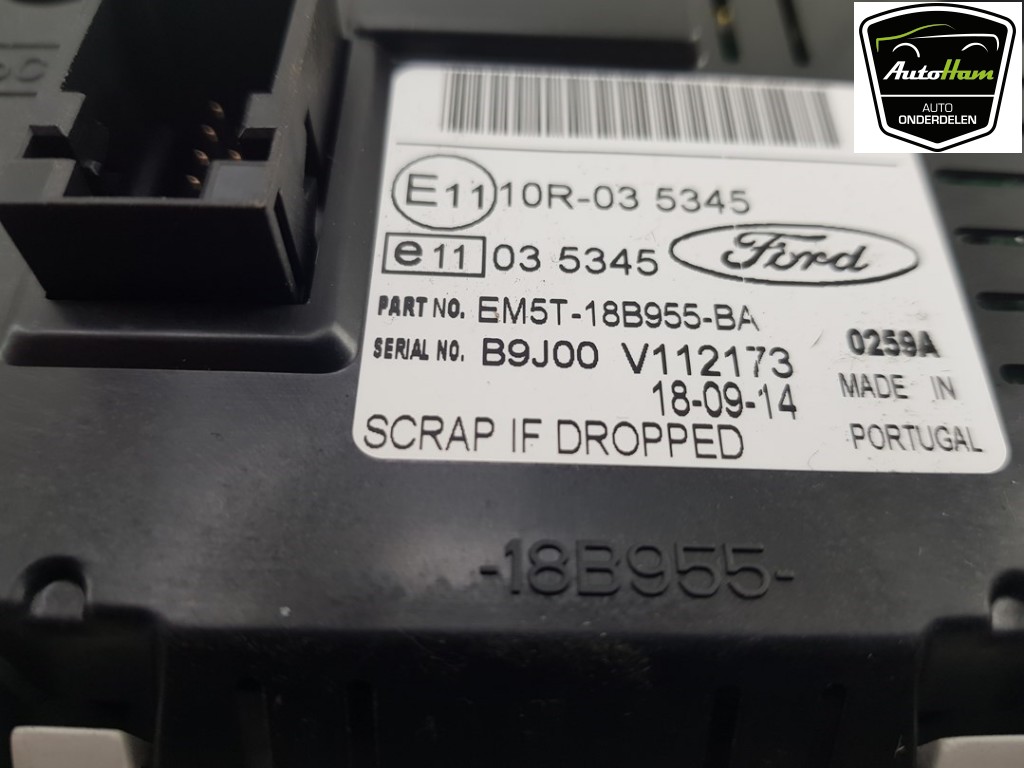 AutoHam
AUTO
ONDERDELEN
E11 10R-03 5345
e 11 03 5345
Ford
PART NO. EM5T-18B955-BA
SERIAL NO. B9J00 V112173
0259A
18-09-14
MADE IN
PORTUGAL
SCRAP IF DROPPED
-18B955-